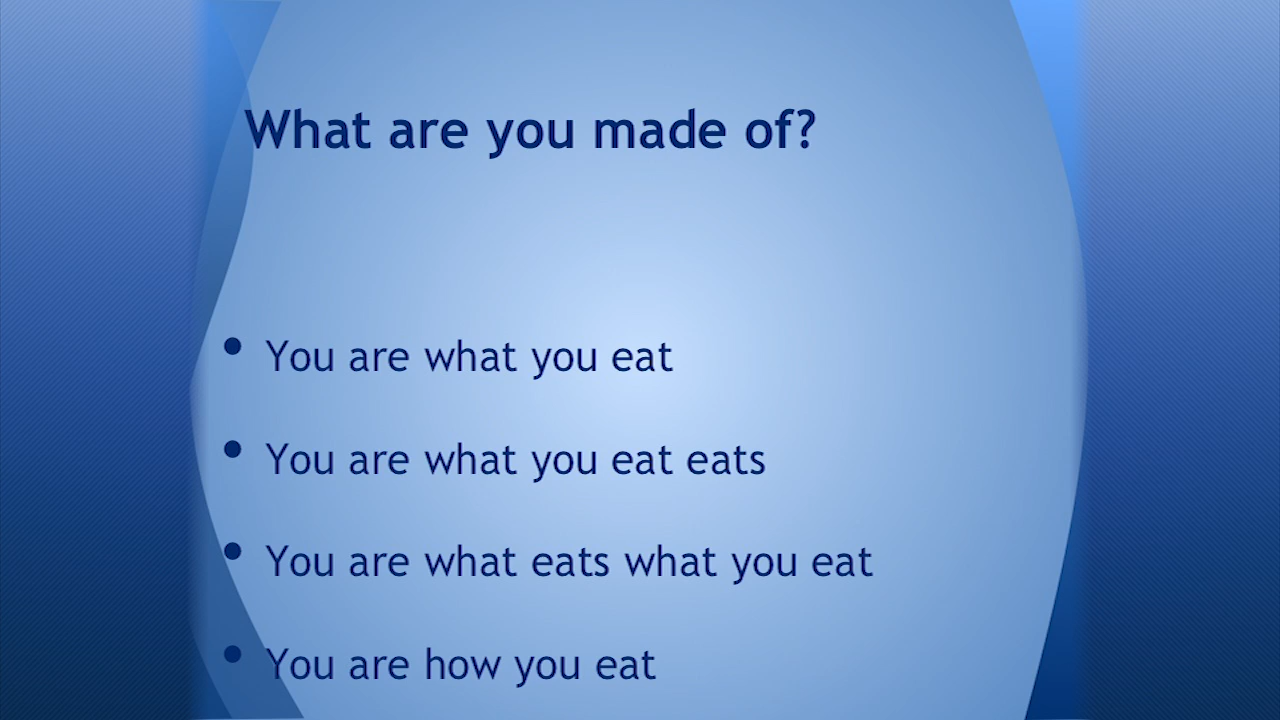 What are you made of?
• You are what you eat
• You are what you eat eats
• You are what eats what you eat
• You are how you eat